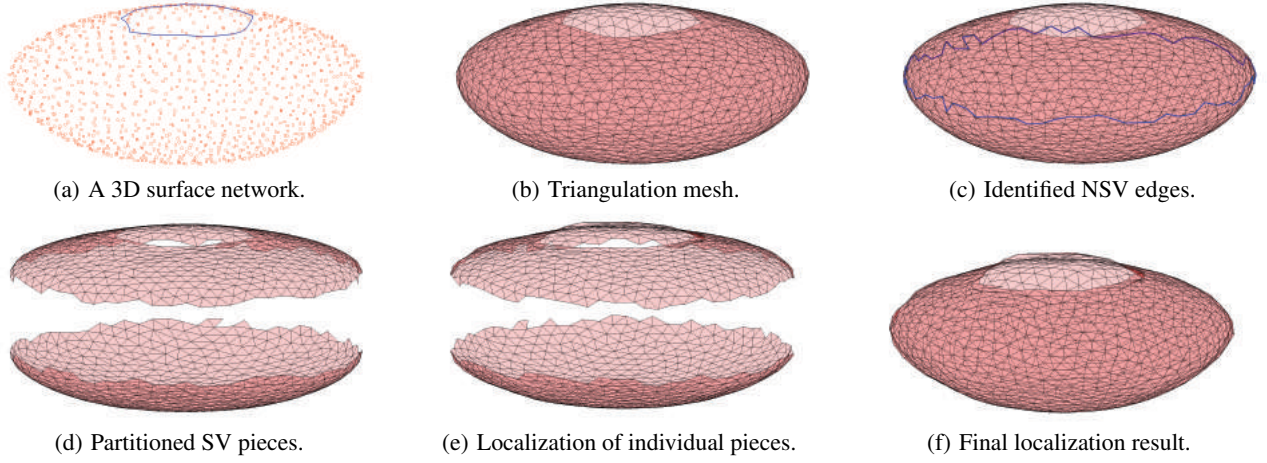 (a) A 3D surface network.
(b) Triangulation mesh.
(c) Identified NSV edges.
(d) Partitioned SV pieces.
(e) Localization of individual pieces.
(f) Final localization result.